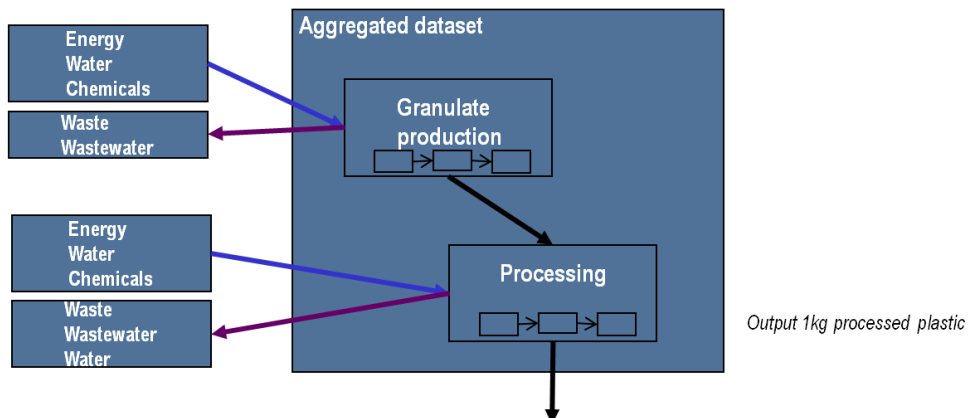 Aggregated dataset
Energy
Water
Chemicals
Waste
Wastewater
Granulate
production
Energy
Water
Chemicals
Waste
Wastewater
Water
Processing
Output 1kg processed plastic